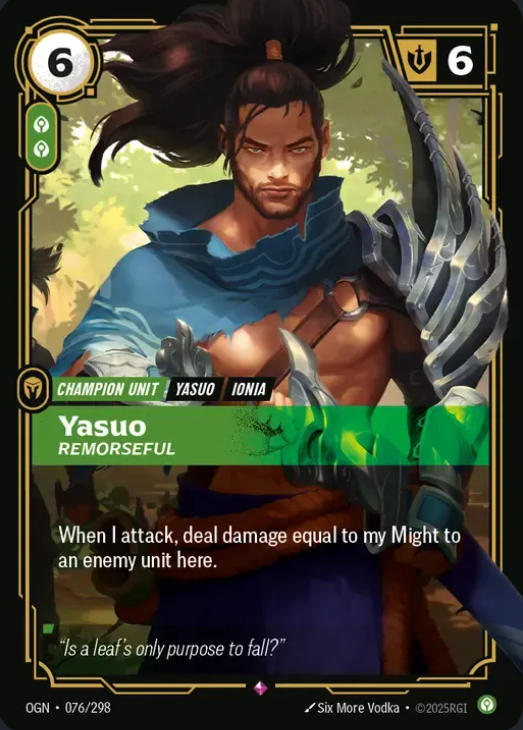 6
6
CHAMPION UNIT YASUO IONIA
Yasuo
REMORSEFUL
When I attack, deal damage equal to my Might to
an enemy unit here.
“Is a leaf’s only purpose to fall?”
OGN • 076/298 Six More Vodka • ©2025RGI